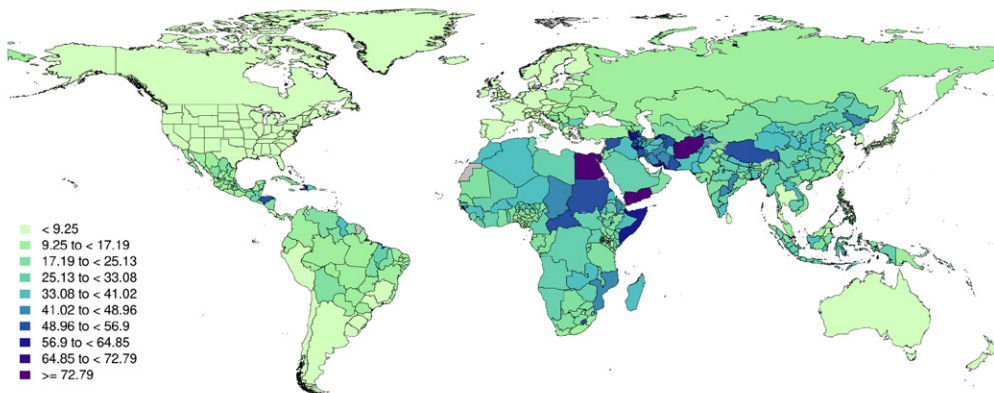 < 9.25
9.25 to < 17.19
17.19 to < 25.13
25.13 to < 33.08
33.08 to < 41.02
41.02 to < 48.96
48.96 to < 56.9
56.9 to < 64.85
64.85 to < 72.79
>= 72.79